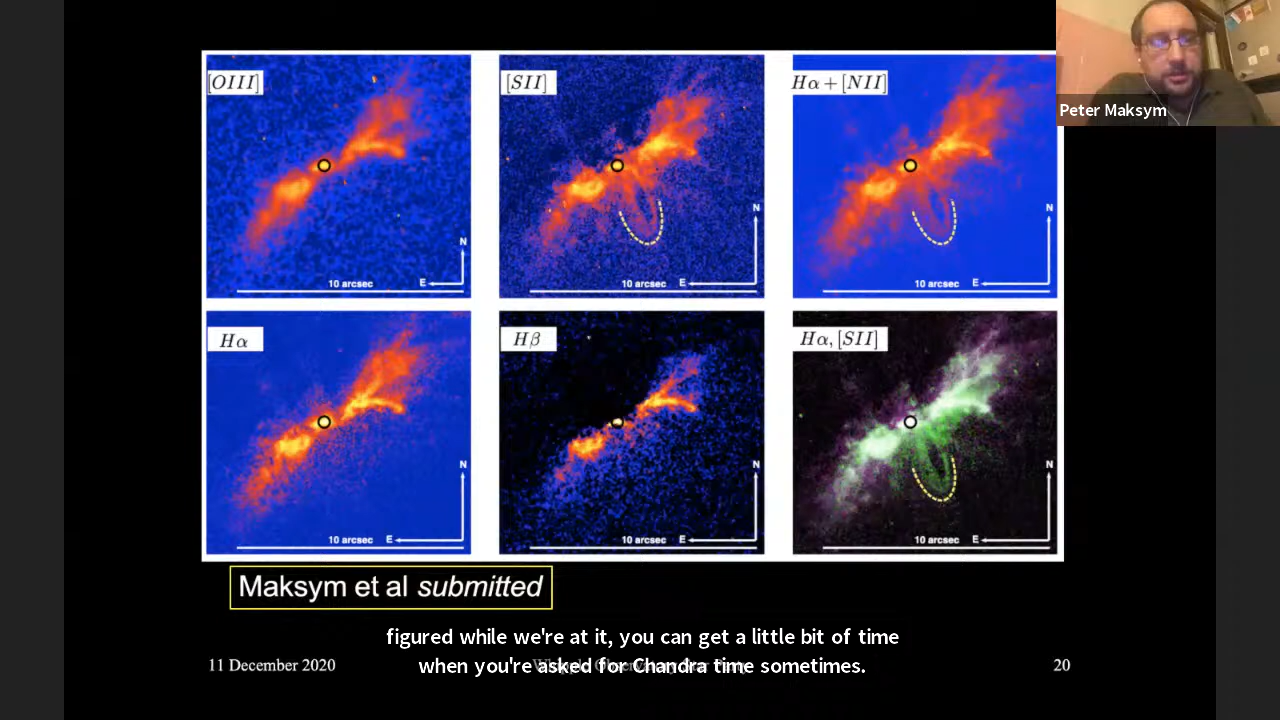 [OIII]
[SII]
Hα+[NII]
Peter Maksym
N
N
N
10 arcsec E
10 arcsec E
10 arcsec E
Hα
Hβ
Hα,[SII]
N
N
N
10 arcsec E
10 arcsec E
10 arcsec E
Maksym et al submitted
figured while we're at it, you can get a little bit of time
when you're asked for Chandra time sometimes.
11 December 2020
20